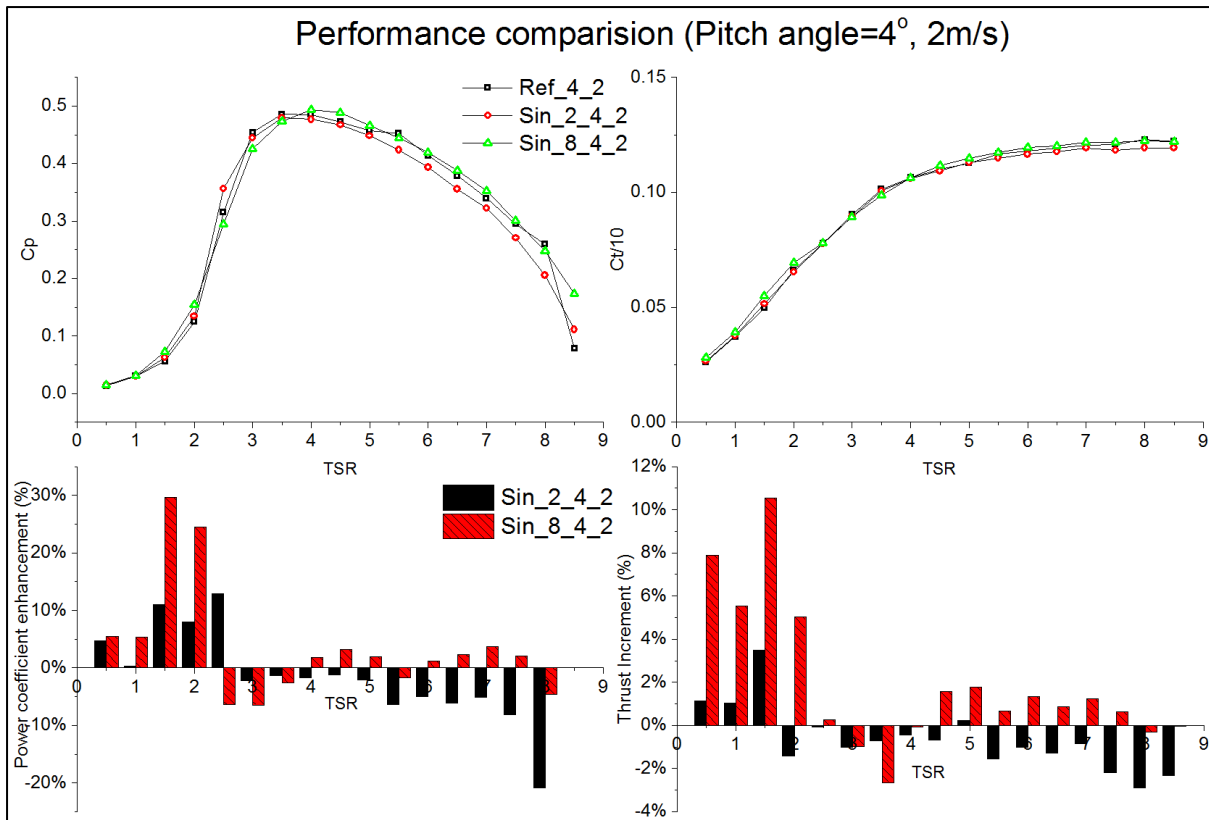 Performance comparision (Pitch angle=4°, 2m/s)
Ref_4_2
Sin_2_4_2
Sin_8_4_2
0.5
0.4
0.3
0.2
0.1
0.0
Cp
0 1 2 3 4 5 6 7 8 9
TSR
0.15
0.10
0.05
0.00
Ct/10
0 1 2 3 4 5 6 7 8 9
TSR
Sin_2_4_2
Sin_8_4_2
30%
20%
10%
0%
-10%
-20%
Power coefficient enhancement (%)
0 1 2 3 4 5 6 7 8 9
TSR
12%
10%
8%
6%
4%
2%
0%
-2%
-4%
Thrust Increment (%)
0 1 2 3 4 5 6 7 8 9
TSR